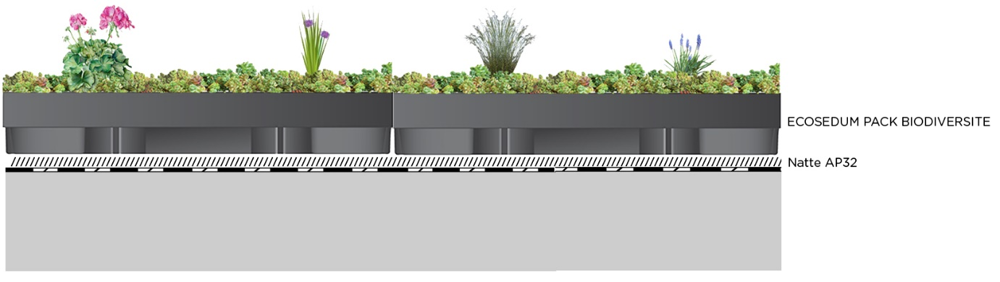 ECOSEDUM PACK BIODIVERSITE
Natte AP32